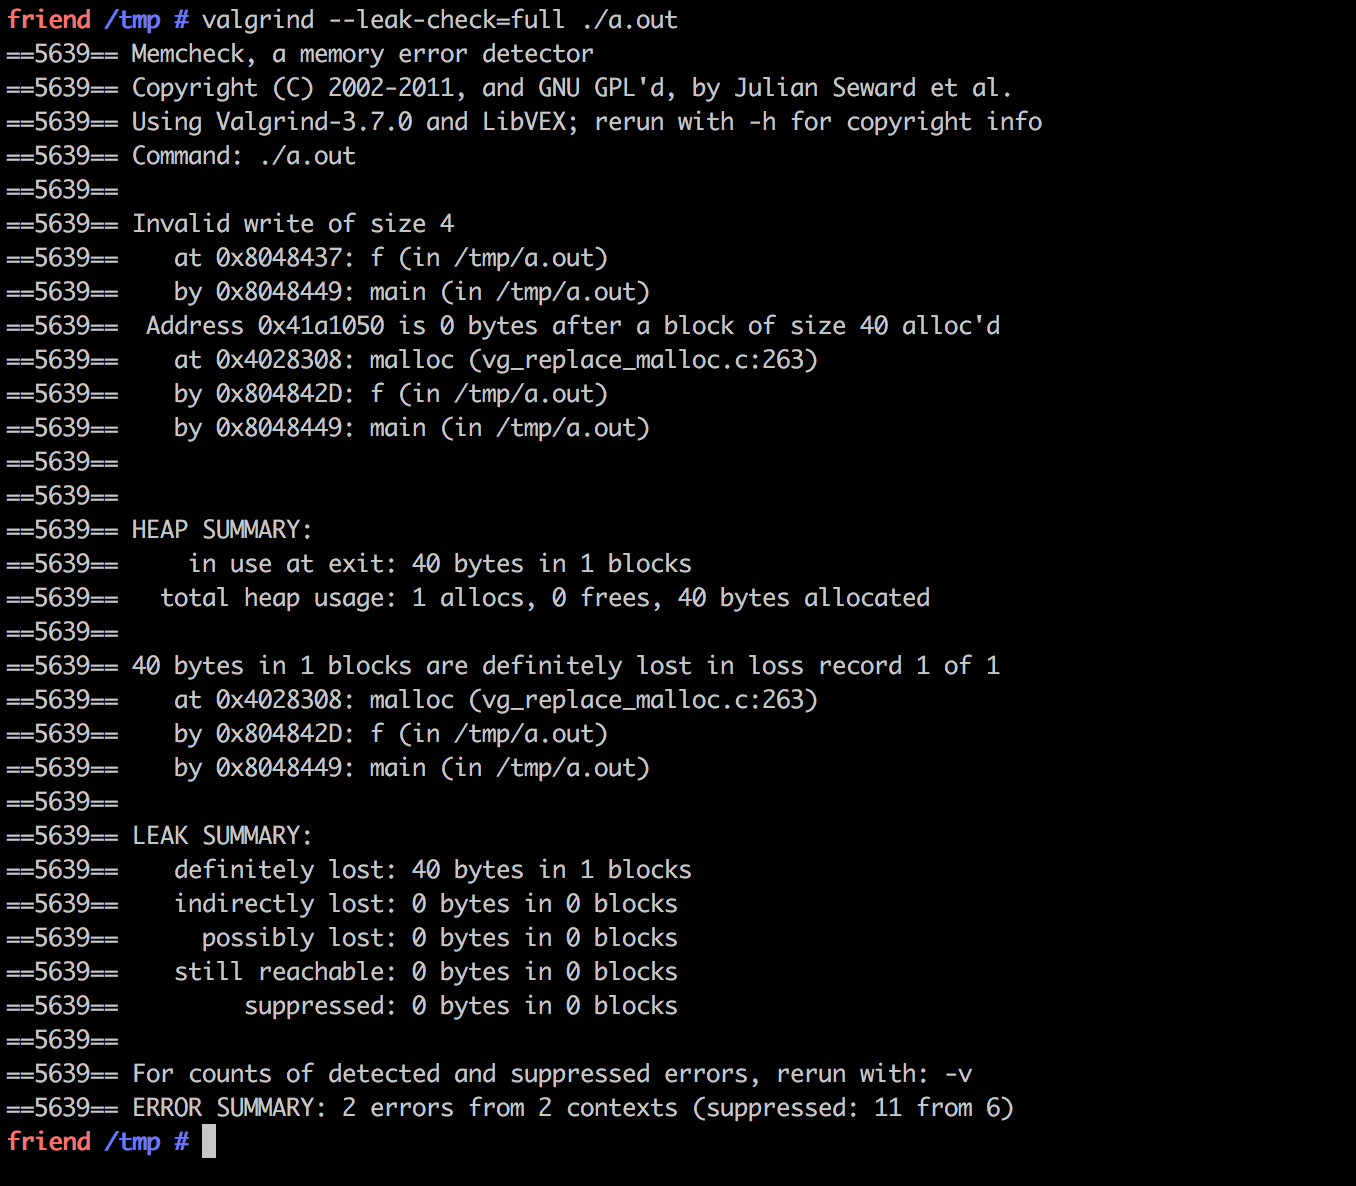 friend /tmp # valgrind --leak-check=full ./a.out
==5639== Memcheck, a memory error detector
==5639== Copyright (C) 2002-2011, and GNU GPL'd, by Julian Seward et al.
==5639== Using Valgrind-3.7.0 and LibVEX; rerun with -h for copyright info
==5639== Command: ./a.out
==5639==
==5639== Invalid write of size 4
==5639==    at 0x8048437: f (in /tmp/a.out)
==5639==    by 0x8048449: main (in /tmp/a.out)
==5639==  Address 0x41a1050 is 0 bytes after a block of size 40 alloc'd
==5639==    at 0x4028308: malloc (vg_replace_malloc.c:263)
==5639==    by 0x804842D: f (in /tmp/a.out)
==5639==    by 0x8048449: main (in /tmp/a.out)
==5639==
==5639==
==5639== HEAP SUMMARY:
==5639==     in use at exit: 40 bytes in 1 blocks
==5639==   total heap usage: 1 allocs, 0 frees, 40 bytes allocated
==5639==
==5639== 40 bytes in 1 blocks are definitely lost in loss record 1 of 1
==5639==    at 0x4028308: malloc (vg_replace_malloc.c:263)
==5639==    by 0x804842D: f (in /tmp/a.out)
==5639==    by 0x8048449: main (in /tmp/a.out)
==5639==
==5639== LEAK SUMMARY:
==5639==    definitely lost: 40 bytes in 1 blocks
==5639==    indirectly lost: 0 bytes in 0 blocks
==5639==      possibly lost: 0 bytes in 0 blocks
==5639==    still reachable: 0 bytes in 0 blocks
==5639==         suppressed: 0 bytes in 0 blocks
==5639==
==5639== For counts of detected and suppressed errors, rerun with: -v
==5639== ERROR SUMMARY: 2 errors from 2 contexts (suppressed: 11 from 6)
friend /tmp #